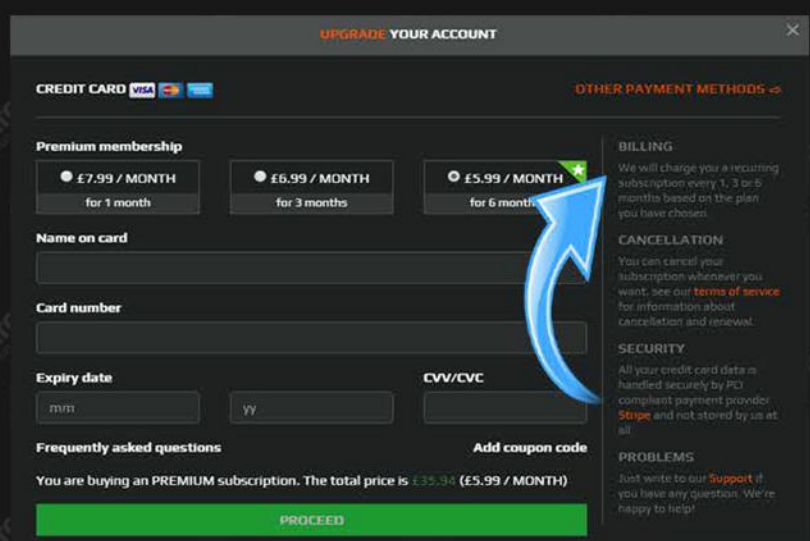 UPGRADE YOUR ACCOUNT
CREDIT CARD VISA
OTHER PAYMENT METHODS ⇨
Premium membership
£7.99 / MONTH
for 1 month
£6.99 / MONTH
for 3 months
£5.99 / MONTH
for 6 month
Name on card
Card number
Expiry date
CVV/CVC
mm
yy
Frequently asked questions
Add coupon code
You are buying an PREMIUM subscription. The total price is £35.94 (£5.99 / MONTH)
PROCEED
BILLING
We will charge you a recurring
subscription every 1, 3 or 6
months based on the plan
you have chosen.
CANCELLATION
You can cancel your
subscription whenever you
want, see our terms of service
for information about
cancellation and renewal.
SECURITY
All your credit card data is
handled securely by PCI
compliant payment provider
Stripe and not stored by us at
all
PROBLEMS
Just write to our Support if
you have any question. We're
happy to help!